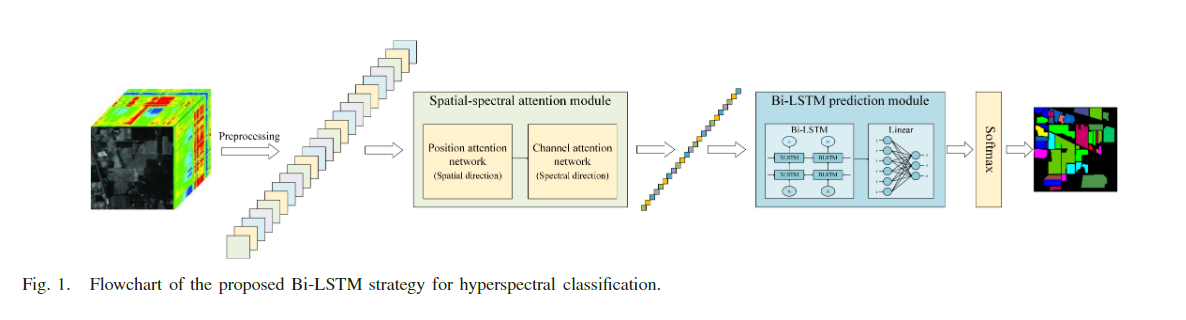 Preprocessing
Spatial-spectral attention module
Position attention
network
(Spatial direction)
Channel attention
network
(Spectral direction)
Bi-LSTM prediction module
Bi-LSTM
BLSTM
BLSTM
BLSTM
BLSTM
Linear
Softmax
Fig. 1. Flowchart of the proposed Bi-LSTM strategy for hyperspectral classification.